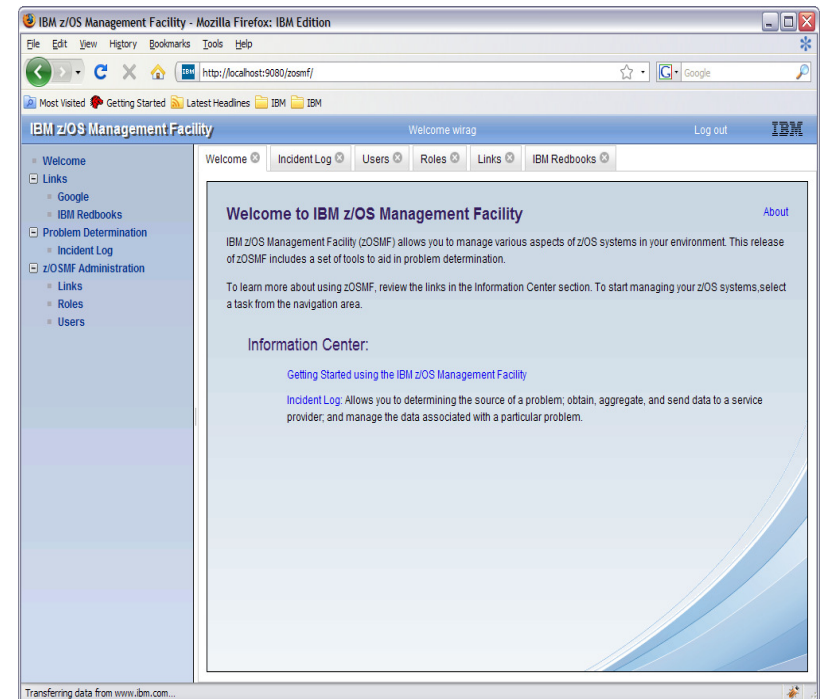 IBM z/OS Management Facility - Mozilla Firefox: IBM Edition
File Edit View History Bookmarks Tools Help
IBM http://localhost:9080/zosmf/ G Google
Most Visited Getting Started Latest Headlines IBM IBM
IBM z/OS Management Facility Welcome wirag Log out IBM
Welcome
Links
Google
IBM Redbooks
Problem Determination
Incident Log
z/OSMF Administration
Links
Roles
Users
Welcome Incident Log Users Roles Links IBM Redbooks
Welcome to IBM z/OS Management Facility About
IBM z/OS Management Facility (zOSMF) allows you to manage various aspects of z/OS systems in your environment. This release
of zOSMF includes a set of tools to aid in problem determination.
To learn more about using zOSMF, review the links in the Information Center section. To start managing your z/OS systems,select
a task from the navigation area.
Information Center:
Getting Started using the IBM z/OS Management Facility
Incident Log: Allows you to determining the source of a problem; obtain, aggregate, and send data to a service
provider; and manage the data associated with a particular problem.
Transferring data from www.ibm.com...